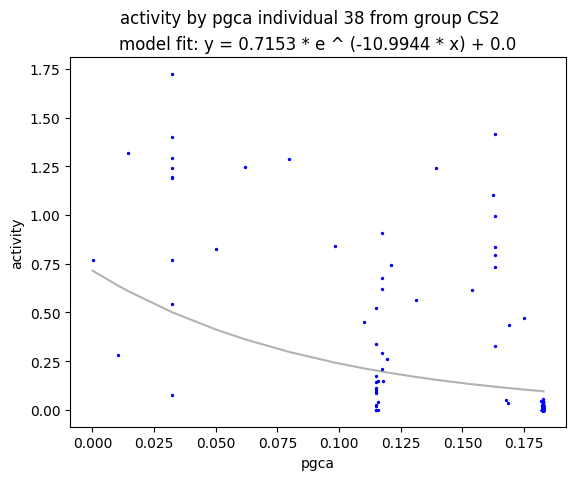 activity by pgca individual 38 from group CS2
model fit: y = 0.7153 * e ^ (-10.9944 * x) + 0.0
1.75
1.50
1.25
1.00
0.75
0.50
0.25
0.00
activity
0.000 0.025 0.050 0.075 0.100 0.125 0.150 0.175
pgca